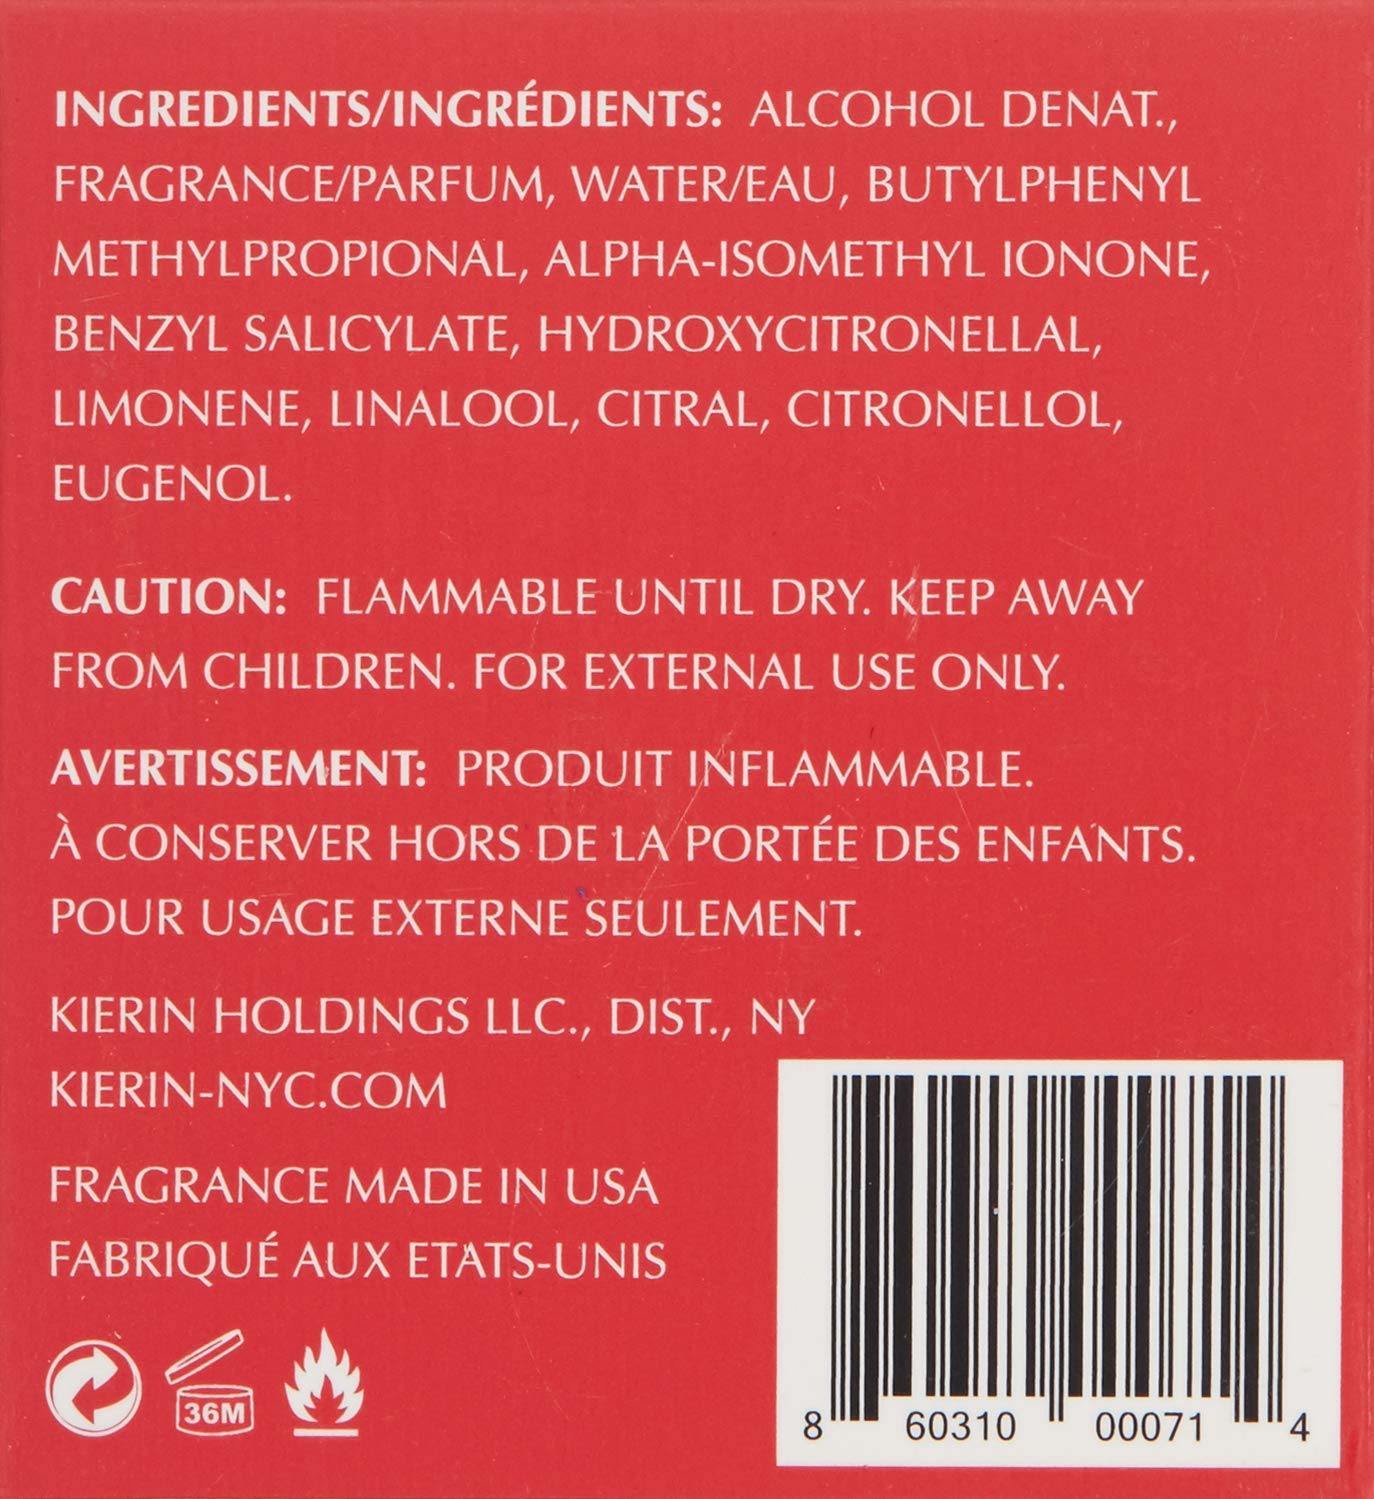 INGREDIENTS/INGRÉDIENTS: ALCOHOL DENAT.,
FRAGRANCE/PARFUM, WATER/EAU, BUTYLPHENYL
METHYLPROPIONAL, ALPHA-ISOMETHYL IONONE,
BENZYL SALICYLATE, HYDROXYCITRONELLAL,
LIMONENE, LINALOOL, CITRAL, CITRONELLOL,
EUGENOL.
CAUTION: FLAMMABLE UNTIL DRY. KEEP AWAY
FROM CHILDREN. FOR EXTERNAL USE ONLY.
AVERTISSEMENT: PRODUIT INFLAMMABLE.
À CONSERVER HORS DE LA PORTÉE DES ENFANTS.
POUR USAGE EXTERNE SEULEMENT.
KIERIN HOLDINGS LLC., DIST., NY
KIERIN-NYC.COM
FRAGRANCE MADE IN USA
FABRIQUÉ AUX ETATS-UNIS
36M
8 60310 00071 4